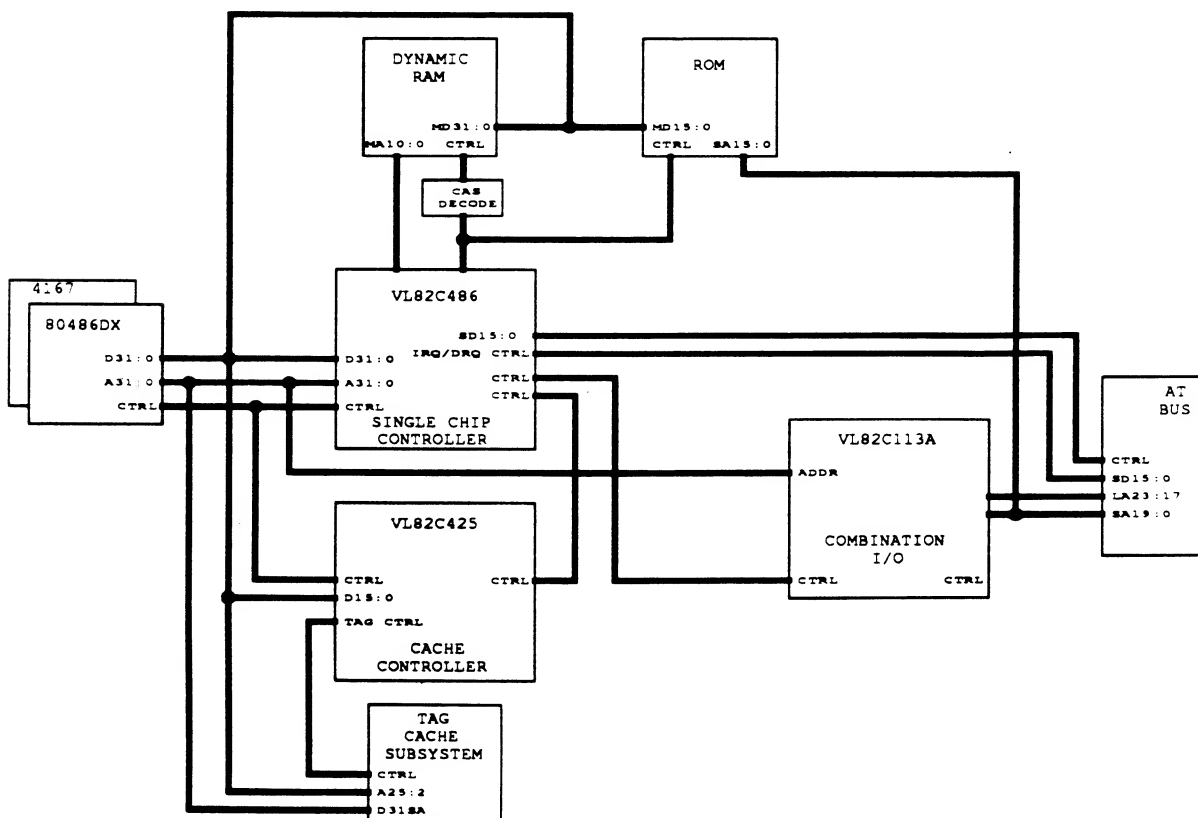 DYNAMIC
RAM
MD31:0
MA10:0 CTRL
ROM
MD15:0
CTRL SA15:0
CAS
DECODE
4167
80486DX
D31:0
A31:0
CTRL
VL82C486
SD15:0
D31:0
IRQ/DRQ CTRL
A31:0
CTRL
CTRL
CTRL
SINGLE CHIP
CONTROLLER
AT
BUS
CTRL
SD15:0
LA23:17
SA19:0
VL82C113A
ADDR
COMBINATION
I/O
CTRL
CTRL
VL82C425
CTRL
CTRL
D15:0
TAG CTRL
CACHE
CONTROLLER
TAG
CACHE
SUBSYSTEM
CTRL
A25:2
D31SA